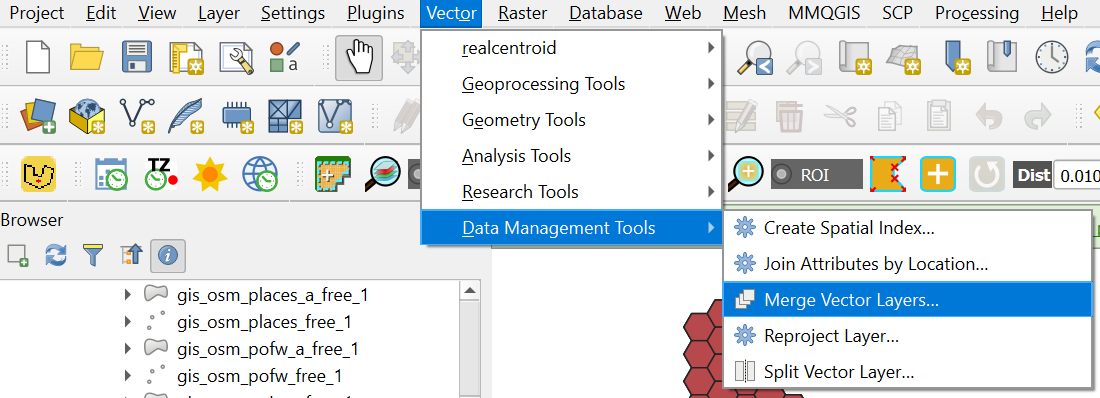 Project Edit View Layer Settings Plugins Vector Raster Database Web Mesh MMQGIS SCP Processing Help
realcentroid
Geoprocessing Tools
Geometry Tools
Analysis Tools
Research Tools
Data Management Tools
a
TZ
ROI
Dist 0.010
Create Spatial Index...
Join Attributes by Location...
Merge Vector Layers...
Reproject Layer...
Split Vector Layer...
Browser
gis_osm_places_a_free_1
gis_osm_places_free_1
gis_osm_pofw_a_free_1
gis_osm_pofw_free_1